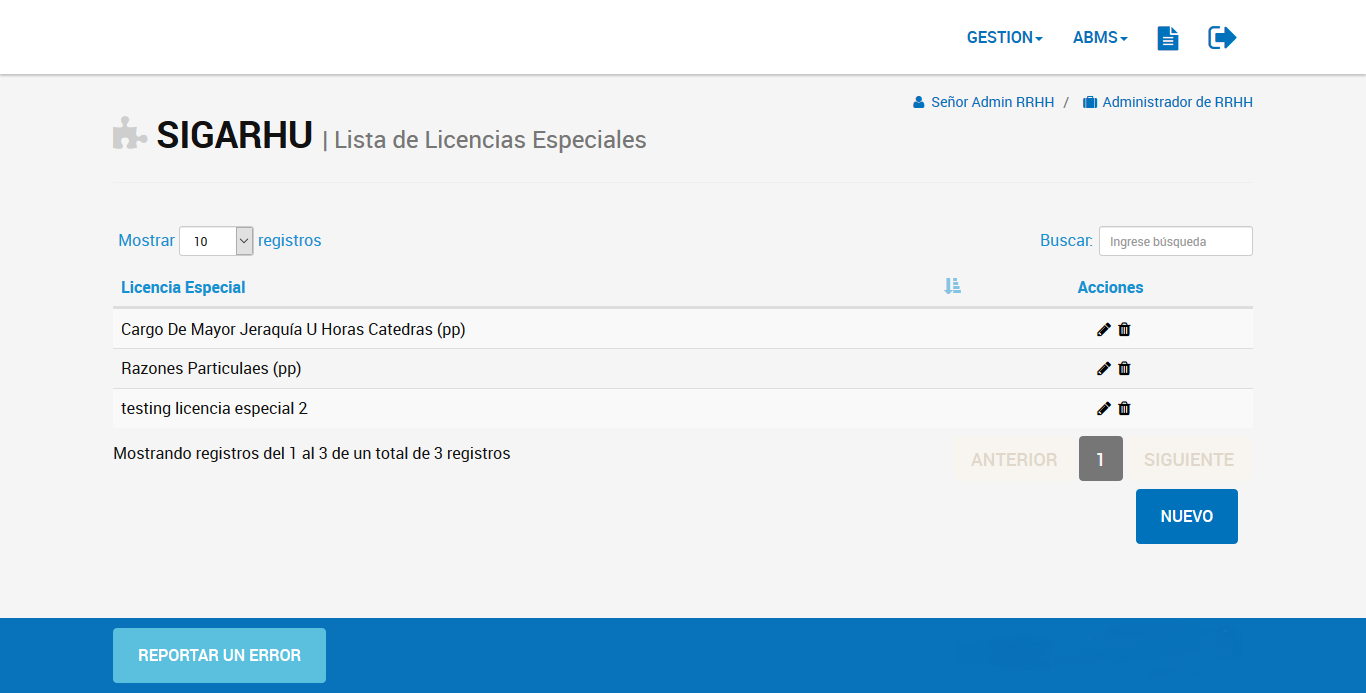 GESTION ABMS
Señor Admin RRHH / Administrador de RRHH
SIGARHU | Lista de Licencias Especiales
Mostrar 10 registros Buscar: Ingrese búsqueda
Licencia Especial Acciones
Cargo De Mayor Jeraquía U Horas Catedras (pp)
Razones Particulaes (pp)
testing licencia especial 2
Mostrando registros del 1 al 3 de un total de 3 registros ANTERIOR 1 SIGUIENTE
NUEVO
REPORTAR UN ERROR